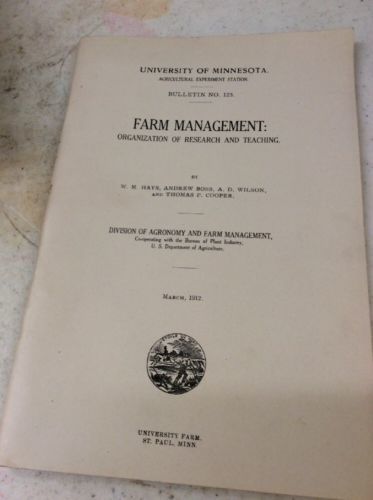 UNIVERSITY OF MINNESOTA.
AGRICULTURAL EXPERIMENT STATION.
BULLETIN NO. 125.
FARM MANAGEMENT:
ORGANIZATION OF RESEARCH AND TEACHING.
BY
W. M. HAYS, ANDREW BOSS, A. D. WILSON,
AND THOMAS P. COOPER.
DIVISION OF AGRONOMY AND FARM MANAGEMENT,
Co-operating with the Bureau of Plant Industry,
U. S. Department of Agriculture.
MARCH, 1912.
UNIVERSITY FARM.
ST. PAUL, MINN.